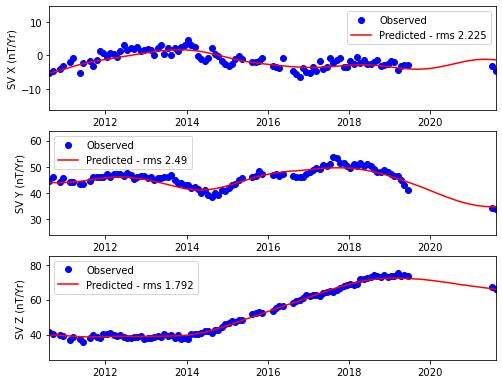 SV X (nT/Yr)
0
−10
Observed
Predicted - rms 2.225
2012 2014 2016 2018 2020
SV Y (nT/Yr)
60
50
40
30
Observed
Predicted - rms 2.49
2012 2014 2016 2018 2020
SV Z (nT/Yr)
80
60
40
Observed
Predicted - rms 1.792
2012 2014 2016 2018 2020